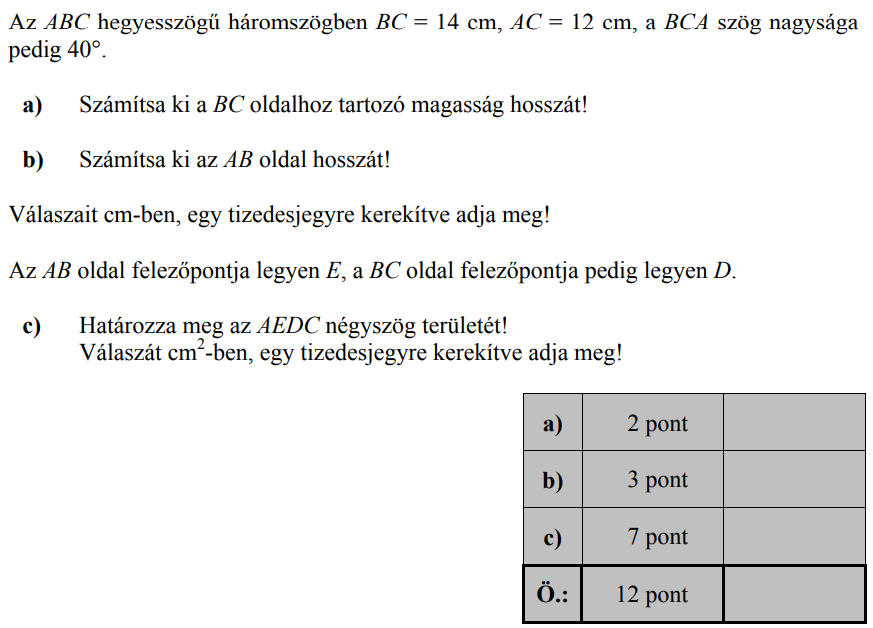 Az ABC hegyesszögű háromszögben BC = 14 cm, AC = 12 cm, a BCA szög nagysága
pedig 40°.
a) Számítsa ki a BC oldalhoz tartozó magasság hosszát!
b) Számítsa ki az AB oldal hosszát!
Válaszait cm-ben, egy tizedesjegyre kerekítve adja meg!
Az AB oldal felezőpontja legyen E, a BC oldal felezőpontja pedig legyen D.
c) Határozza meg az AEDC négyszög területét!
Válaszát cm²-ben, egy tizedesjegyre kerekítve adja meg!
a) 2 pont
b) 3 pont
c) 7 pont
Ö.: 12 pont